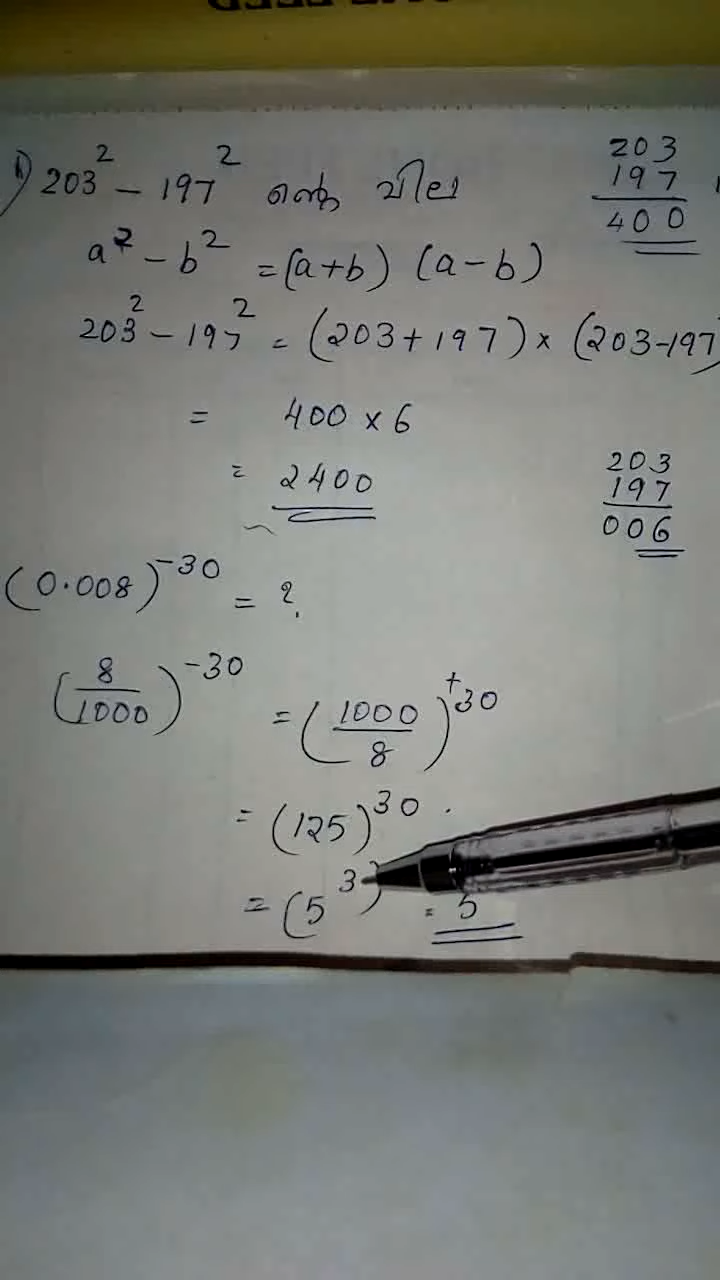 1) 203² - 197² ന്റെ വില
a² - b² = (a+b) (a-b)
203² - 197² = (203+197) × (203-197)
= 400 × 6
= 2400
203
197
400
203
197
006
(0.008)⁻³⁰ = ?
(8/1000)⁻³⁰ = (1000/8)⁺³⁰
= (125)³⁰
= (5³) = 5